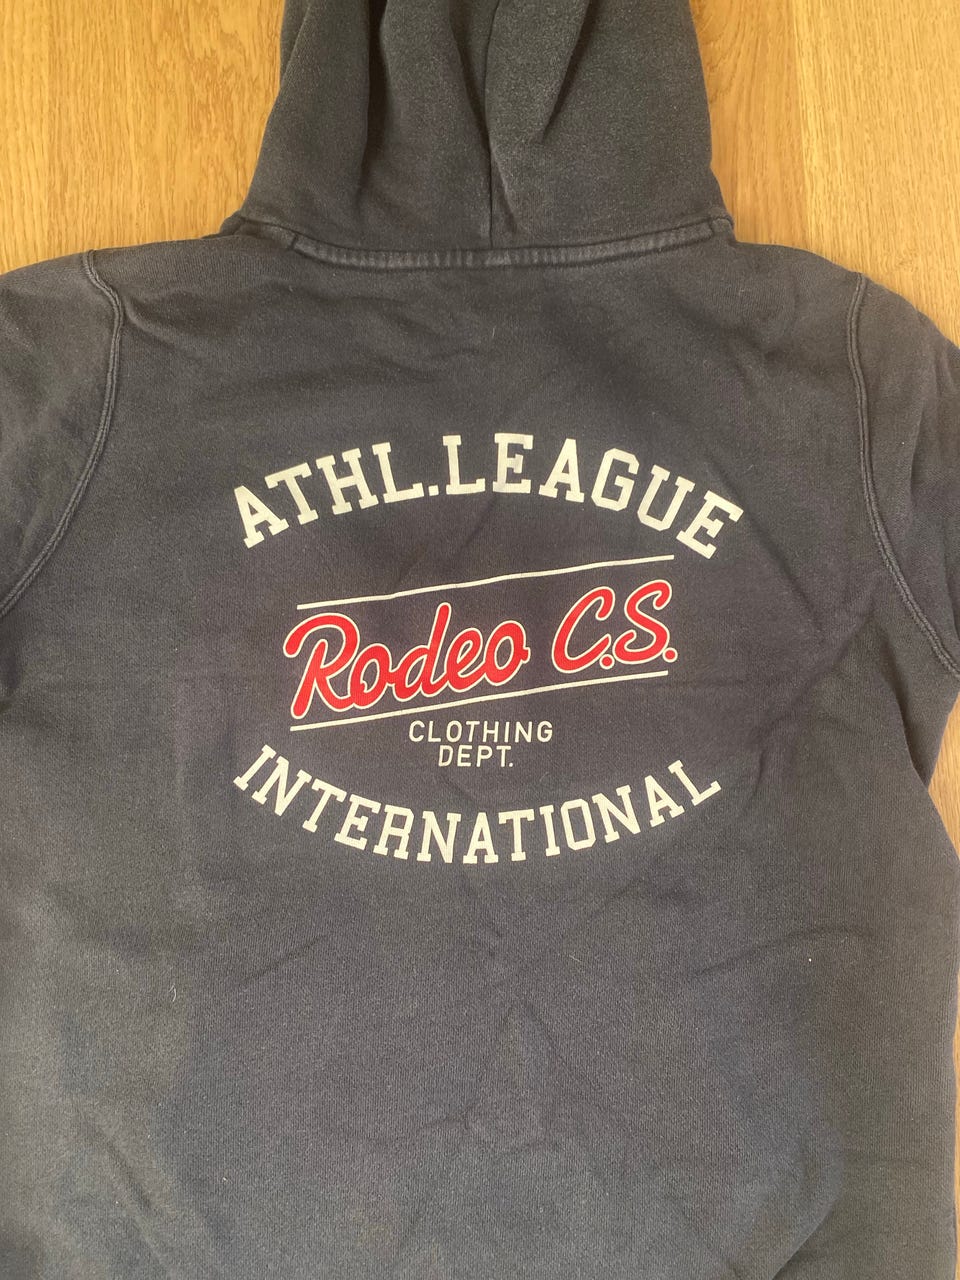 ATHL.LEAGUE
Rodeo C.S.
CLOTHING
DEPT.
INTERNATIONAL